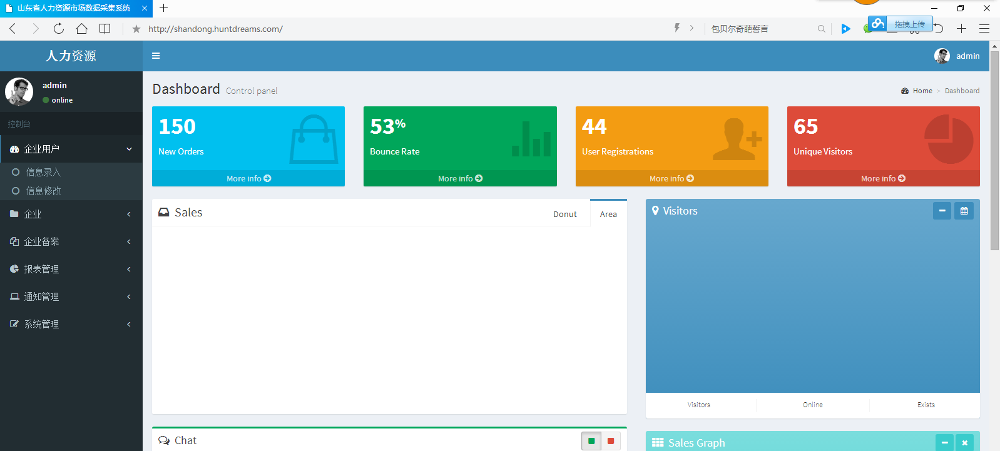 山东省人力资源市场数据采集系统
http://shandong.huntdreams.com/
包贝尔奇葩誓言
拖拽上传
人力资源
admin
admin
online
控制台
企业用户
信息录入
信息修改
企业
企业备案
报表管理
通知管理
系统管理
Dashboard Control panel
Home > Dashboard
150
New Orders
More info
53%
Bounce Rate
More info
44
User Registrations
More info
65
Unique Visitors
More info
Sales
Donut
Area
Visitors
Visitors
Online
Exists
Chat
Sales Graph